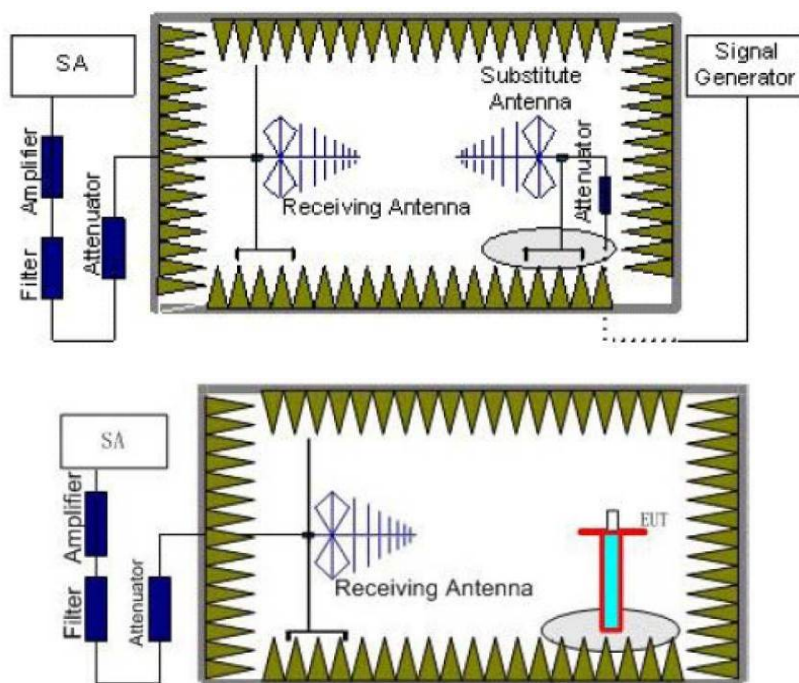 SA
Signal
Generator
Substitute
Antenna
Amplifier
Attenuator
Attenuator
Filter
Receiving Antenna
SA
EUT
Amplifier
Filter
Attenuator
Receiving Antenna